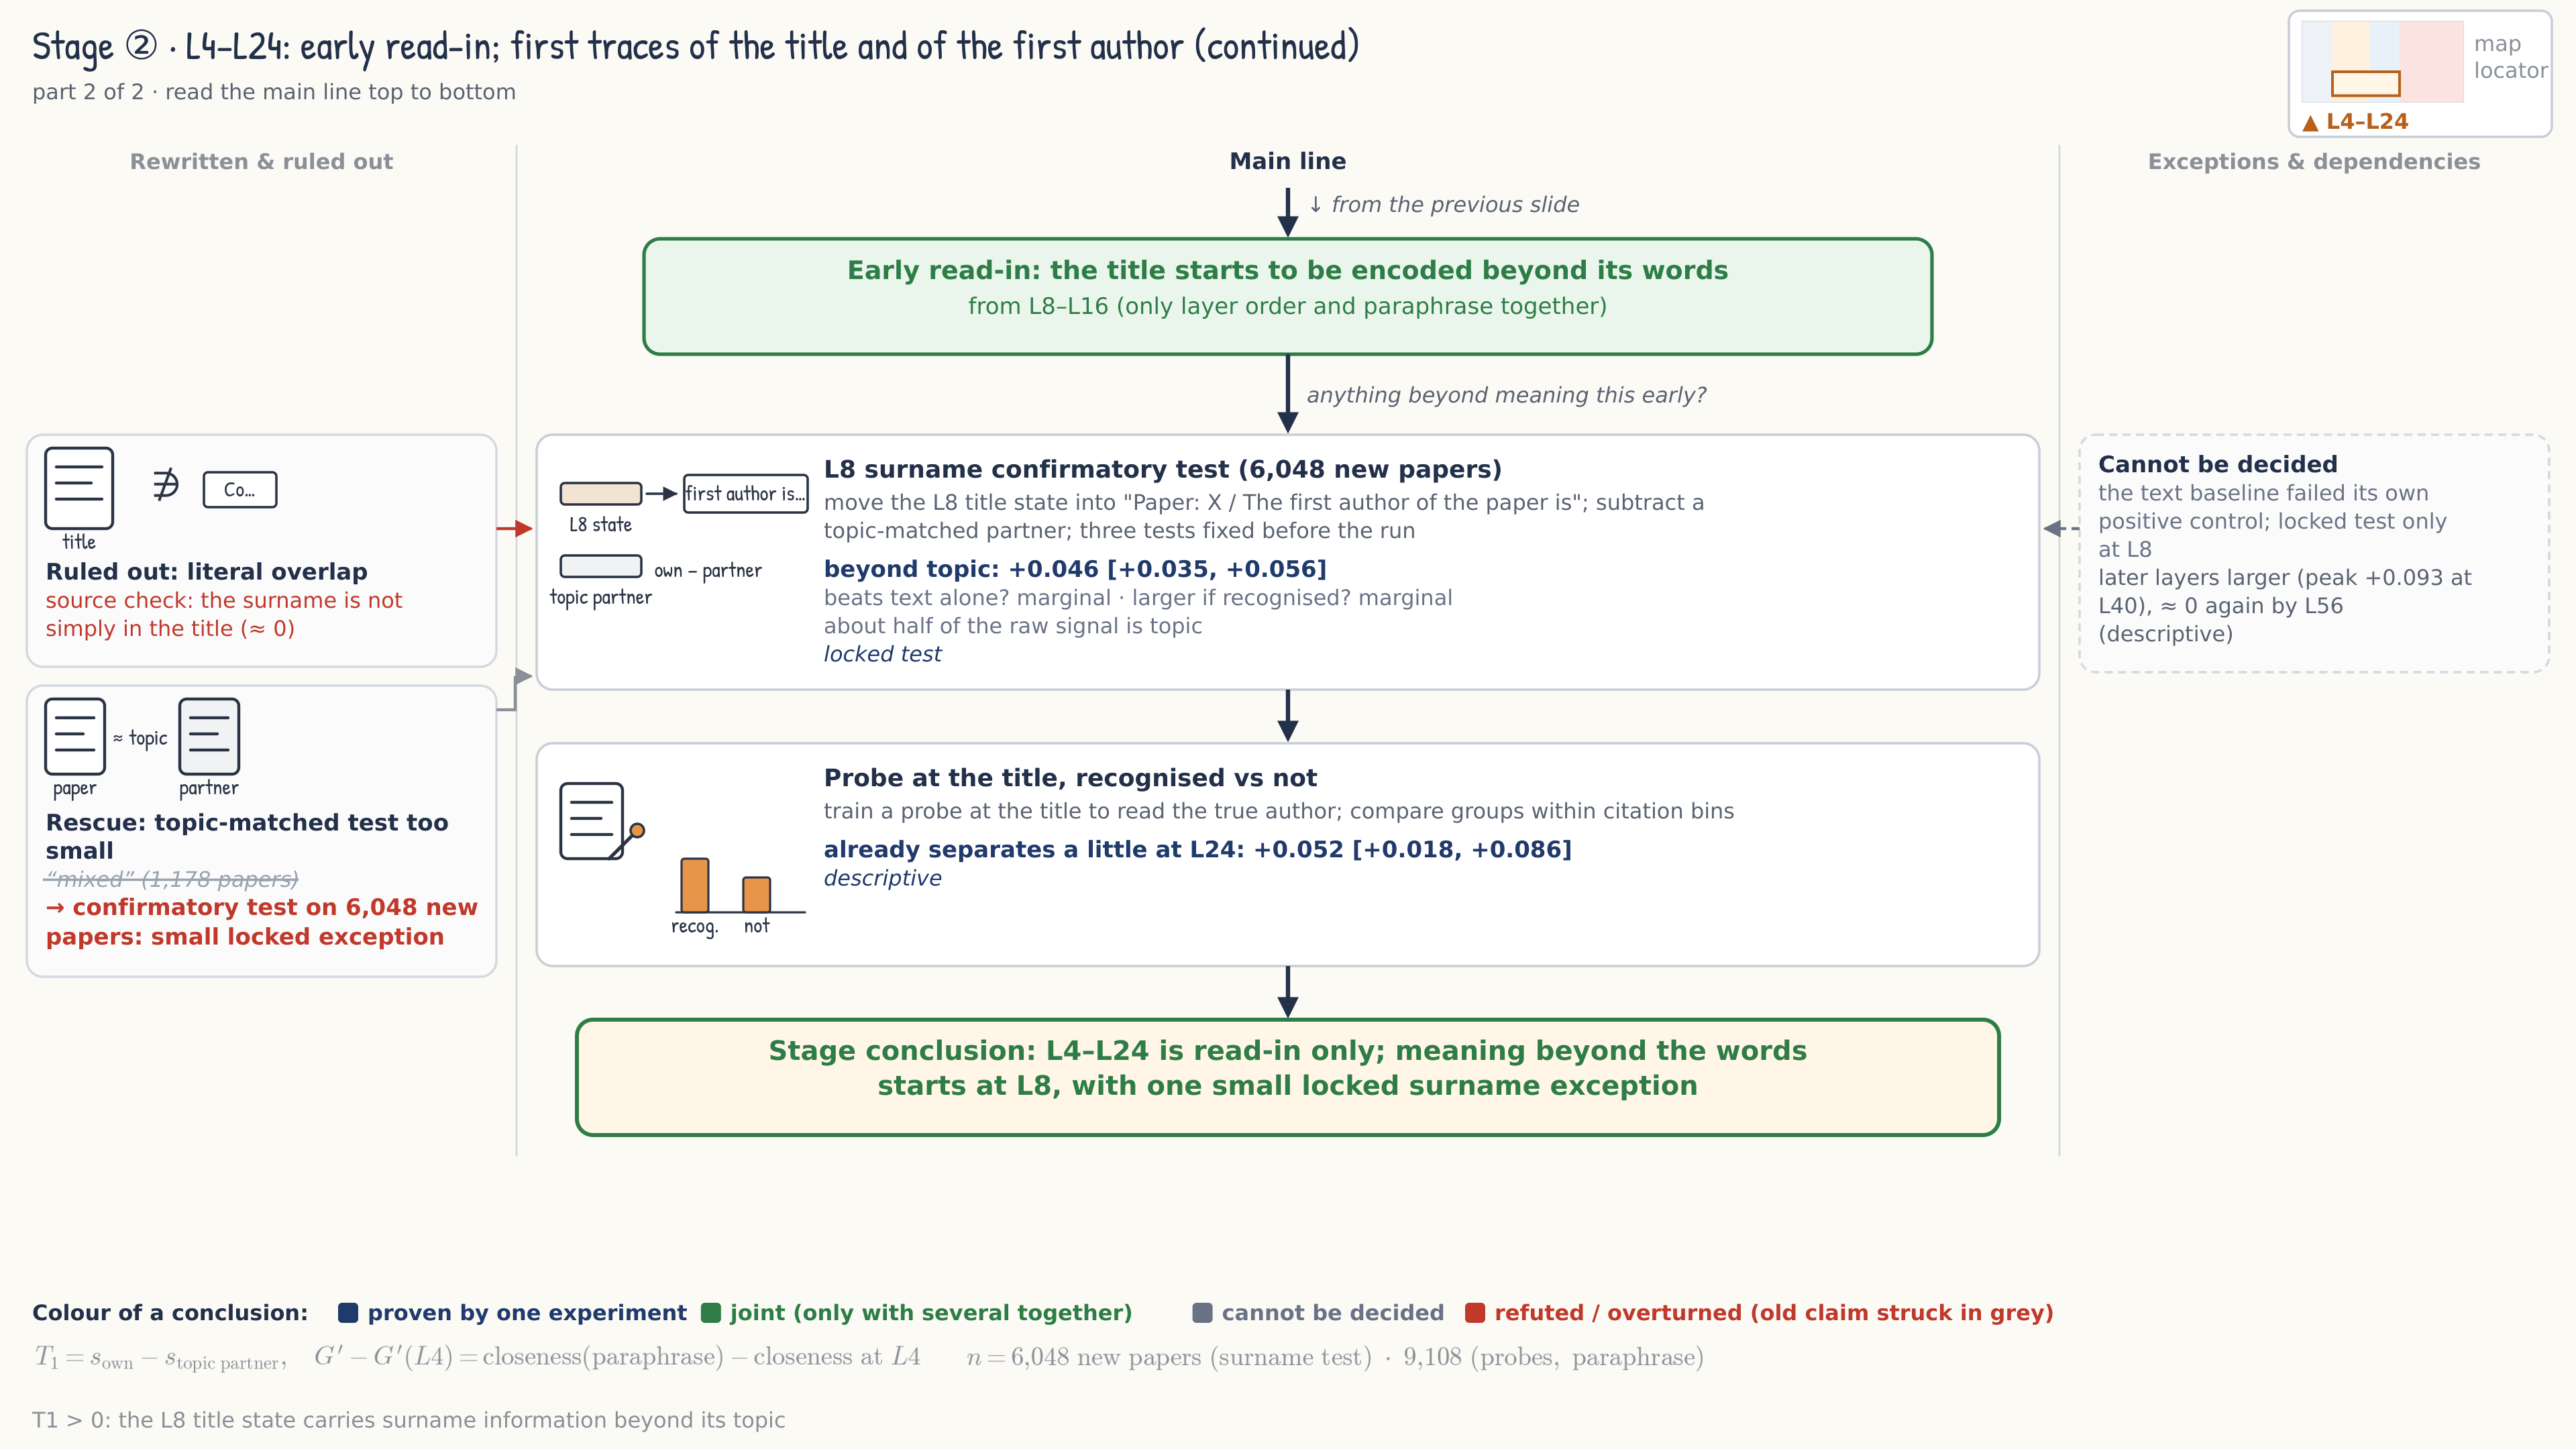 Stage ② · L4–L24: early read-in; first traces of the title and of the first author (continued)
part 2 of 2 · read the main line top to bottom
map
locator
▲ L4–L24
Rewritten & ruled out
Main line
Exceptions & dependencies
↓ from the previous slide
Early read-in: the title starts to be encoded beyond its words
from L8–L16 (only layer order and paraphrase together)
anything beyond meaning this early?
∌
Co...
title
Ruled out: literal overlap
source check: the surname is not
simply in the title (≈ 0)
first author is...
L8 state
own – partner
topic partner
L8 surname confirmatory test (6,048 new papers)
move the L8 title state into "Paper: X / The first author of the paper is"; subtract a
topic-matched partner; three tests fixed before the run
beyond topic: +0.046 [+0.035, +0.056]
beats text alone? marginal · larger if recognised? marginal
about half of the raw signal is topic
locked test
Cannot be decided
the text baseline failed its own
positive control; locked test only
at L8
later layers larger (peak +0.093 at
L40), ≈ 0 again by L56
(descriptive)
≈ topic
paper
partner
Rescue: topic-matched test too
small
“mixed” (1,178 papers)
→ confirmatory test on 6,048 new
papers: small locked exception
recog.
not
Probe at the title, recognised vs not
train a probe at the title to read the true author; compare groups within citation bins
already separates a little at L24: +0.052 [+0.018, +0.086]
descriptive
Stage conclusion: L4–L24 is read-in only; meaning beyond the words
starts at L8, with one small locked surname exception
Colour of a conclusion: proven by one experiment joint (only with several together) cannot be decided refuted / overturned (old claim struck in grey)
T₁ = s_own − s_topic partner, G′ − G′(L4) = closeness(paraphrase) − closeness at L4 n = 6,048 new papers (surname test) · 9,108 (probes, paraphrase)
T1 > 0: the L8 title state carries surname information beyond its topic